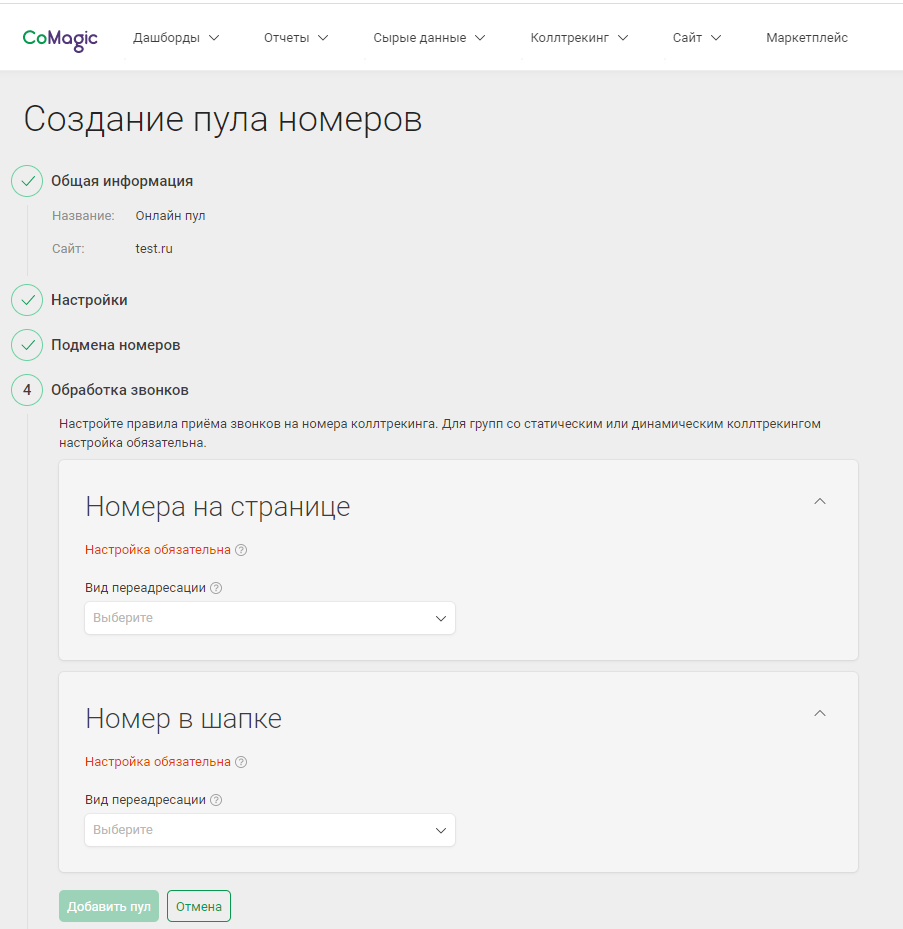 CoMagic Дашборды Отчеты Сырые данные Коллтрекинг Сайт Маркетплейс
Создание пула номеров
Общая информация
Название: Онлайн пул
Сайт: test.ru
Настройки
Подмена номеров
4 Обработка звонков
Настройте правила приёма звонков на номера коллтрекинга. Для групп со статическим или динамическим коллтрекингом
настройка обязательна.
Номера на странице
Настройка обязательна ?
Вид переадресации ?
Выберите
Номер в шапке
Настройка обязательна ?
Вид переадресации ?
Выберите
Добавить пул Отмена